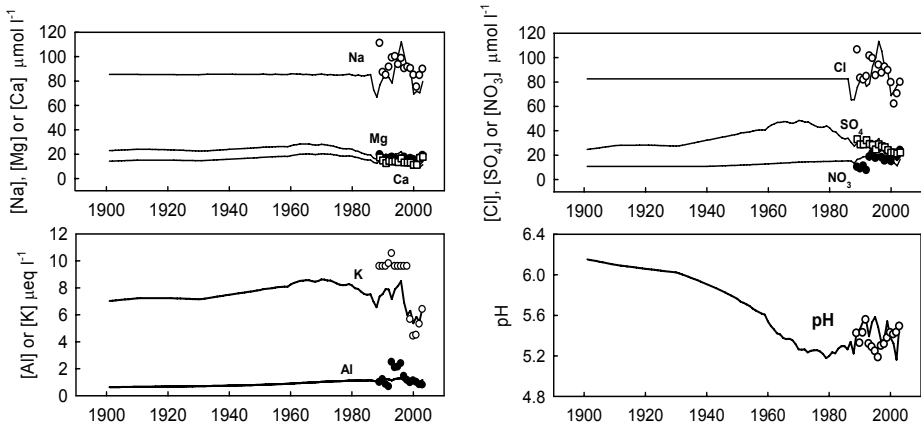 [Na], [Mg] or [Ca] µmol l⁻¹
120
100
80
60
40
20
0
Na
Mg
Ca
1900 1920 1940 1960 1980 2000
[Cl], [SO₄] or [NO₃] µmol l⁻¹
120
100
80
60
40
20
0
Cl
SO₄
NO₃
1900 1920 1940 1960 1980 2000
[Al] or [K] µeq l⁻¹
12
10
8
6
4
2
0
K
Al
1900 1920 1940 1960 1980 2000
pH
6.4
6.0
5.6
5.2
4.8
pH
1900 1920 1940 1960 1980 2000